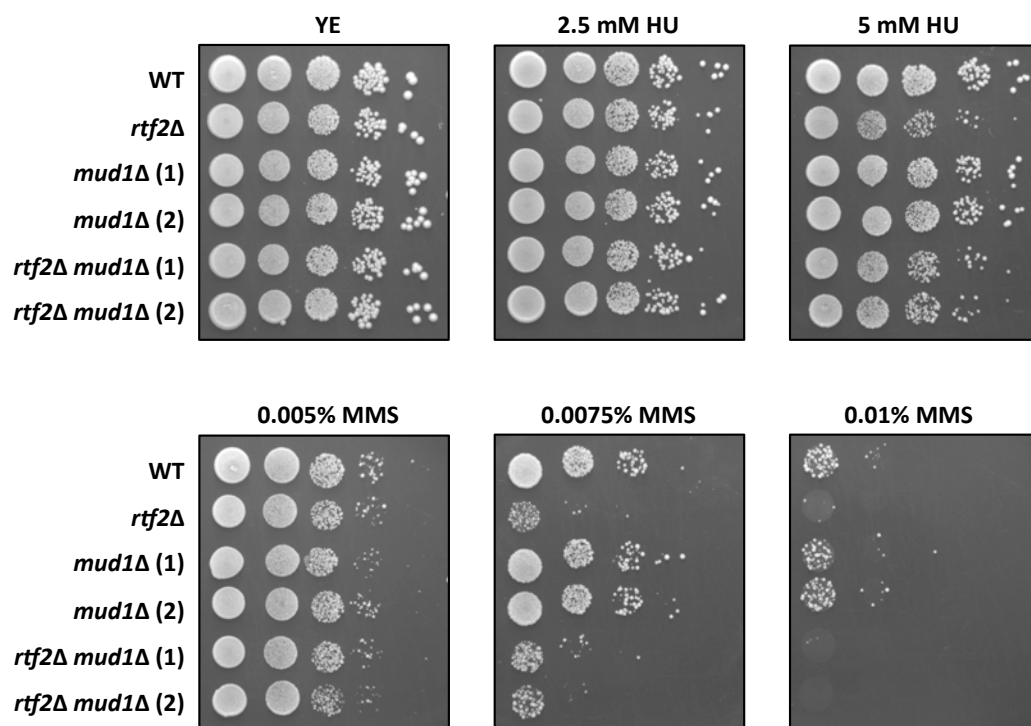 YE 2.5 mM HU 5 mM HU
WT
rtf2Δ
mud1Δ (1)
mud1Δ (2)
rtf2Δ mud1Δ (1)
rtf2Δ mud1Δ (2)
0.005% MMS 0.0075% MMS 0.01% MMS
WT
rtf2Δ
mud1Δ (1)
mud1Δ (2)
rtf2Δ mud1Δ (1)
rtf2Δ mud1Δ (2)